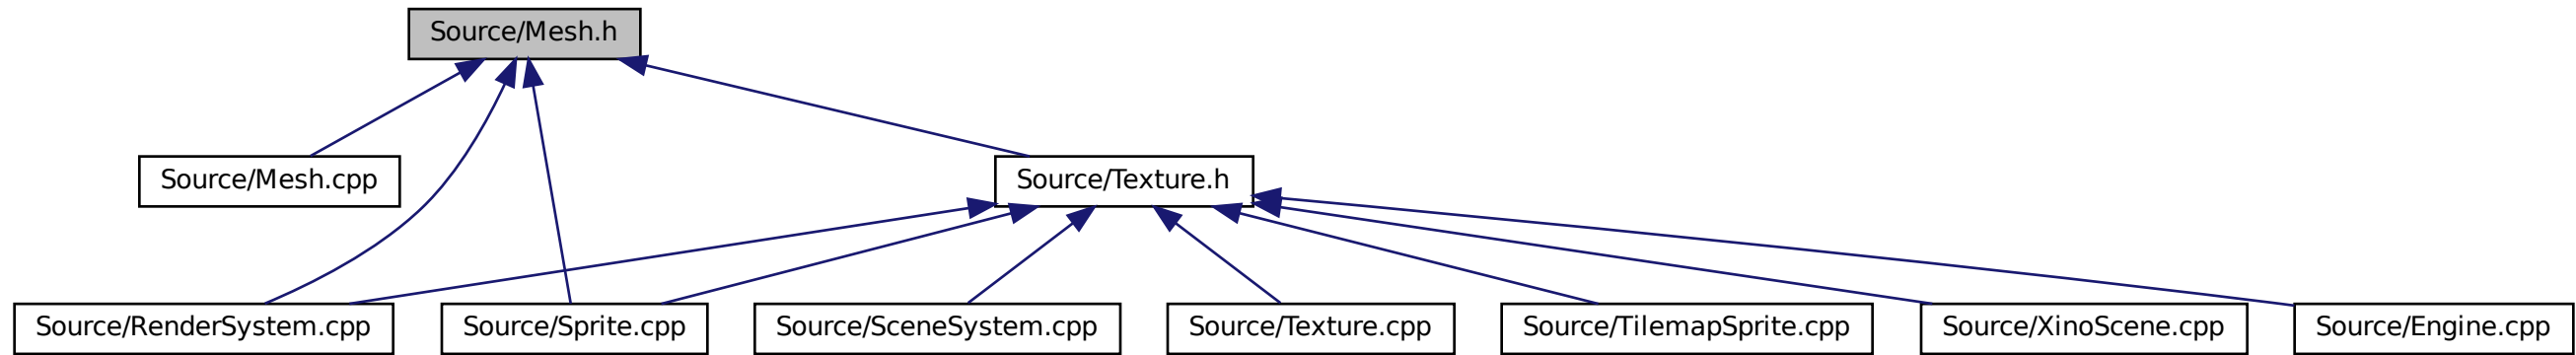 Source/Mesh.h
Source/Mesh.cpp
Source/Texture.h
Source/RenderSystem.cpp
Source/Sprite.cpp
Source/SceneSystem.cpp
Source/Texture.cpp
Source/TilemapSprite.cpp
Source/XinoScene.cpp
Source/Engine.cpp